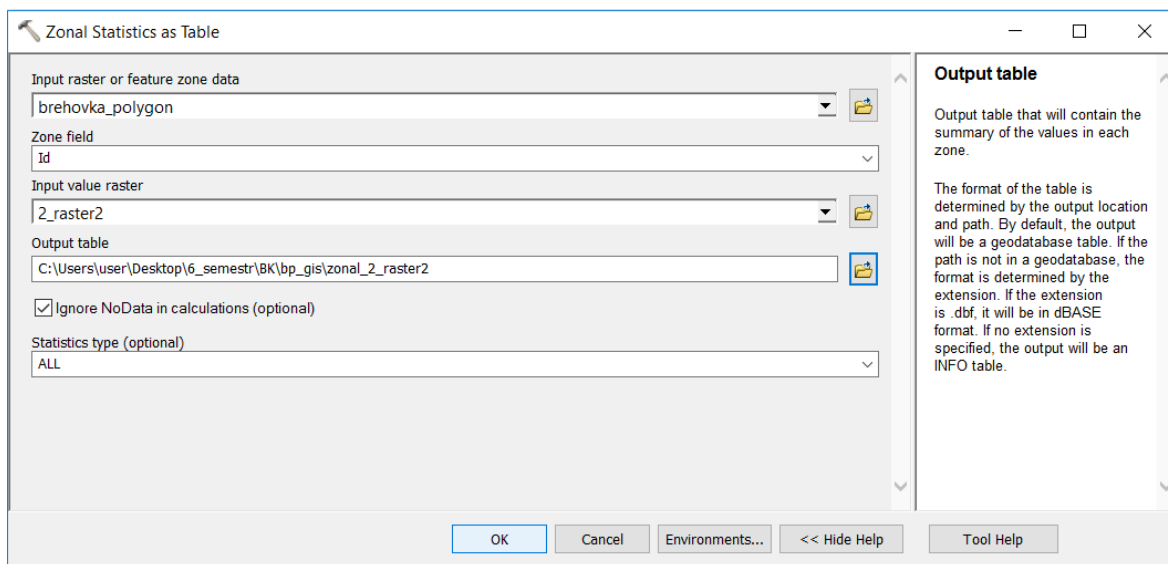 Zonal Statistics as Table
Input raster or feature zone data
brehovka_polygon
Zone field
Id
Input value raster
2_raster2
Output table
C:\Users\user\Desktop\6_semestr\BK\bp_gis\zonal_2_raster2
Ignore NoData in calculations (optional)
Statistics type (optional)
ALL
Output table
Output table that will contain the
summary of the values in each
zone.
The format of the table is
determined by the output location
and path. By default, the output
will be a geodatabase table. If the
path is not in a geodatabase, the
format is determined by the
extension. If the extension
is .dbf, it will be in dBASE
format. If no extension is
specified, the output will be an
INFO table.
OK
Cancel
Environments...
<< Hide Help
Tool Help